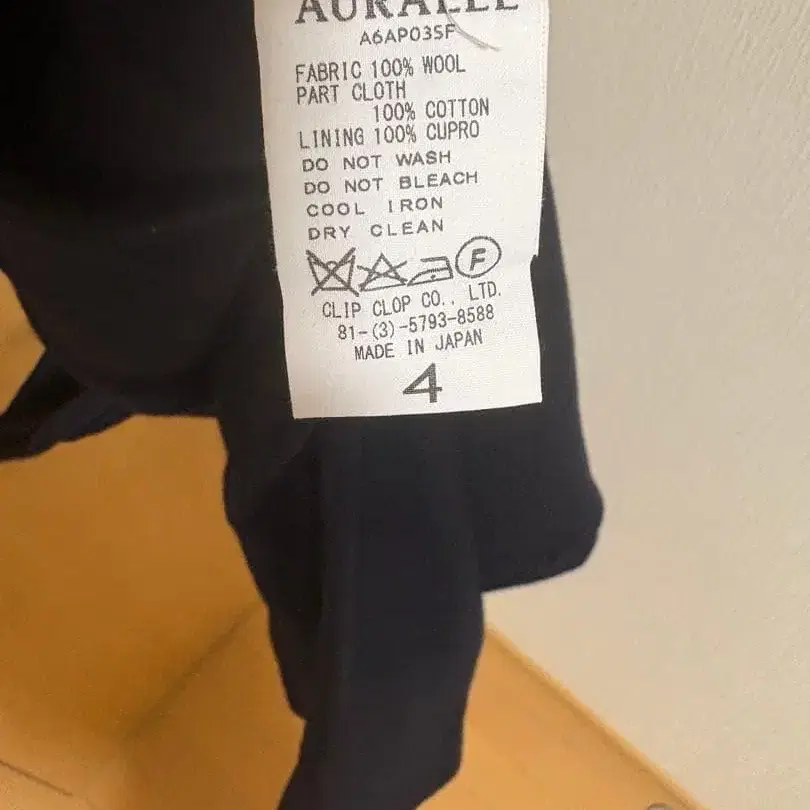 AURALEE
A6AP03SF
FABRIC 100% WOOL
PART CLOTH
100% COTTON
LINING 100% CUPRO
DO NOT WASH
DO NOT BLEACH
COOL IRON
DRY CLEAN
F
CLIP CLOP CO., LTD.
81-(3)-5793-8588
MADE IN JAPAN
4